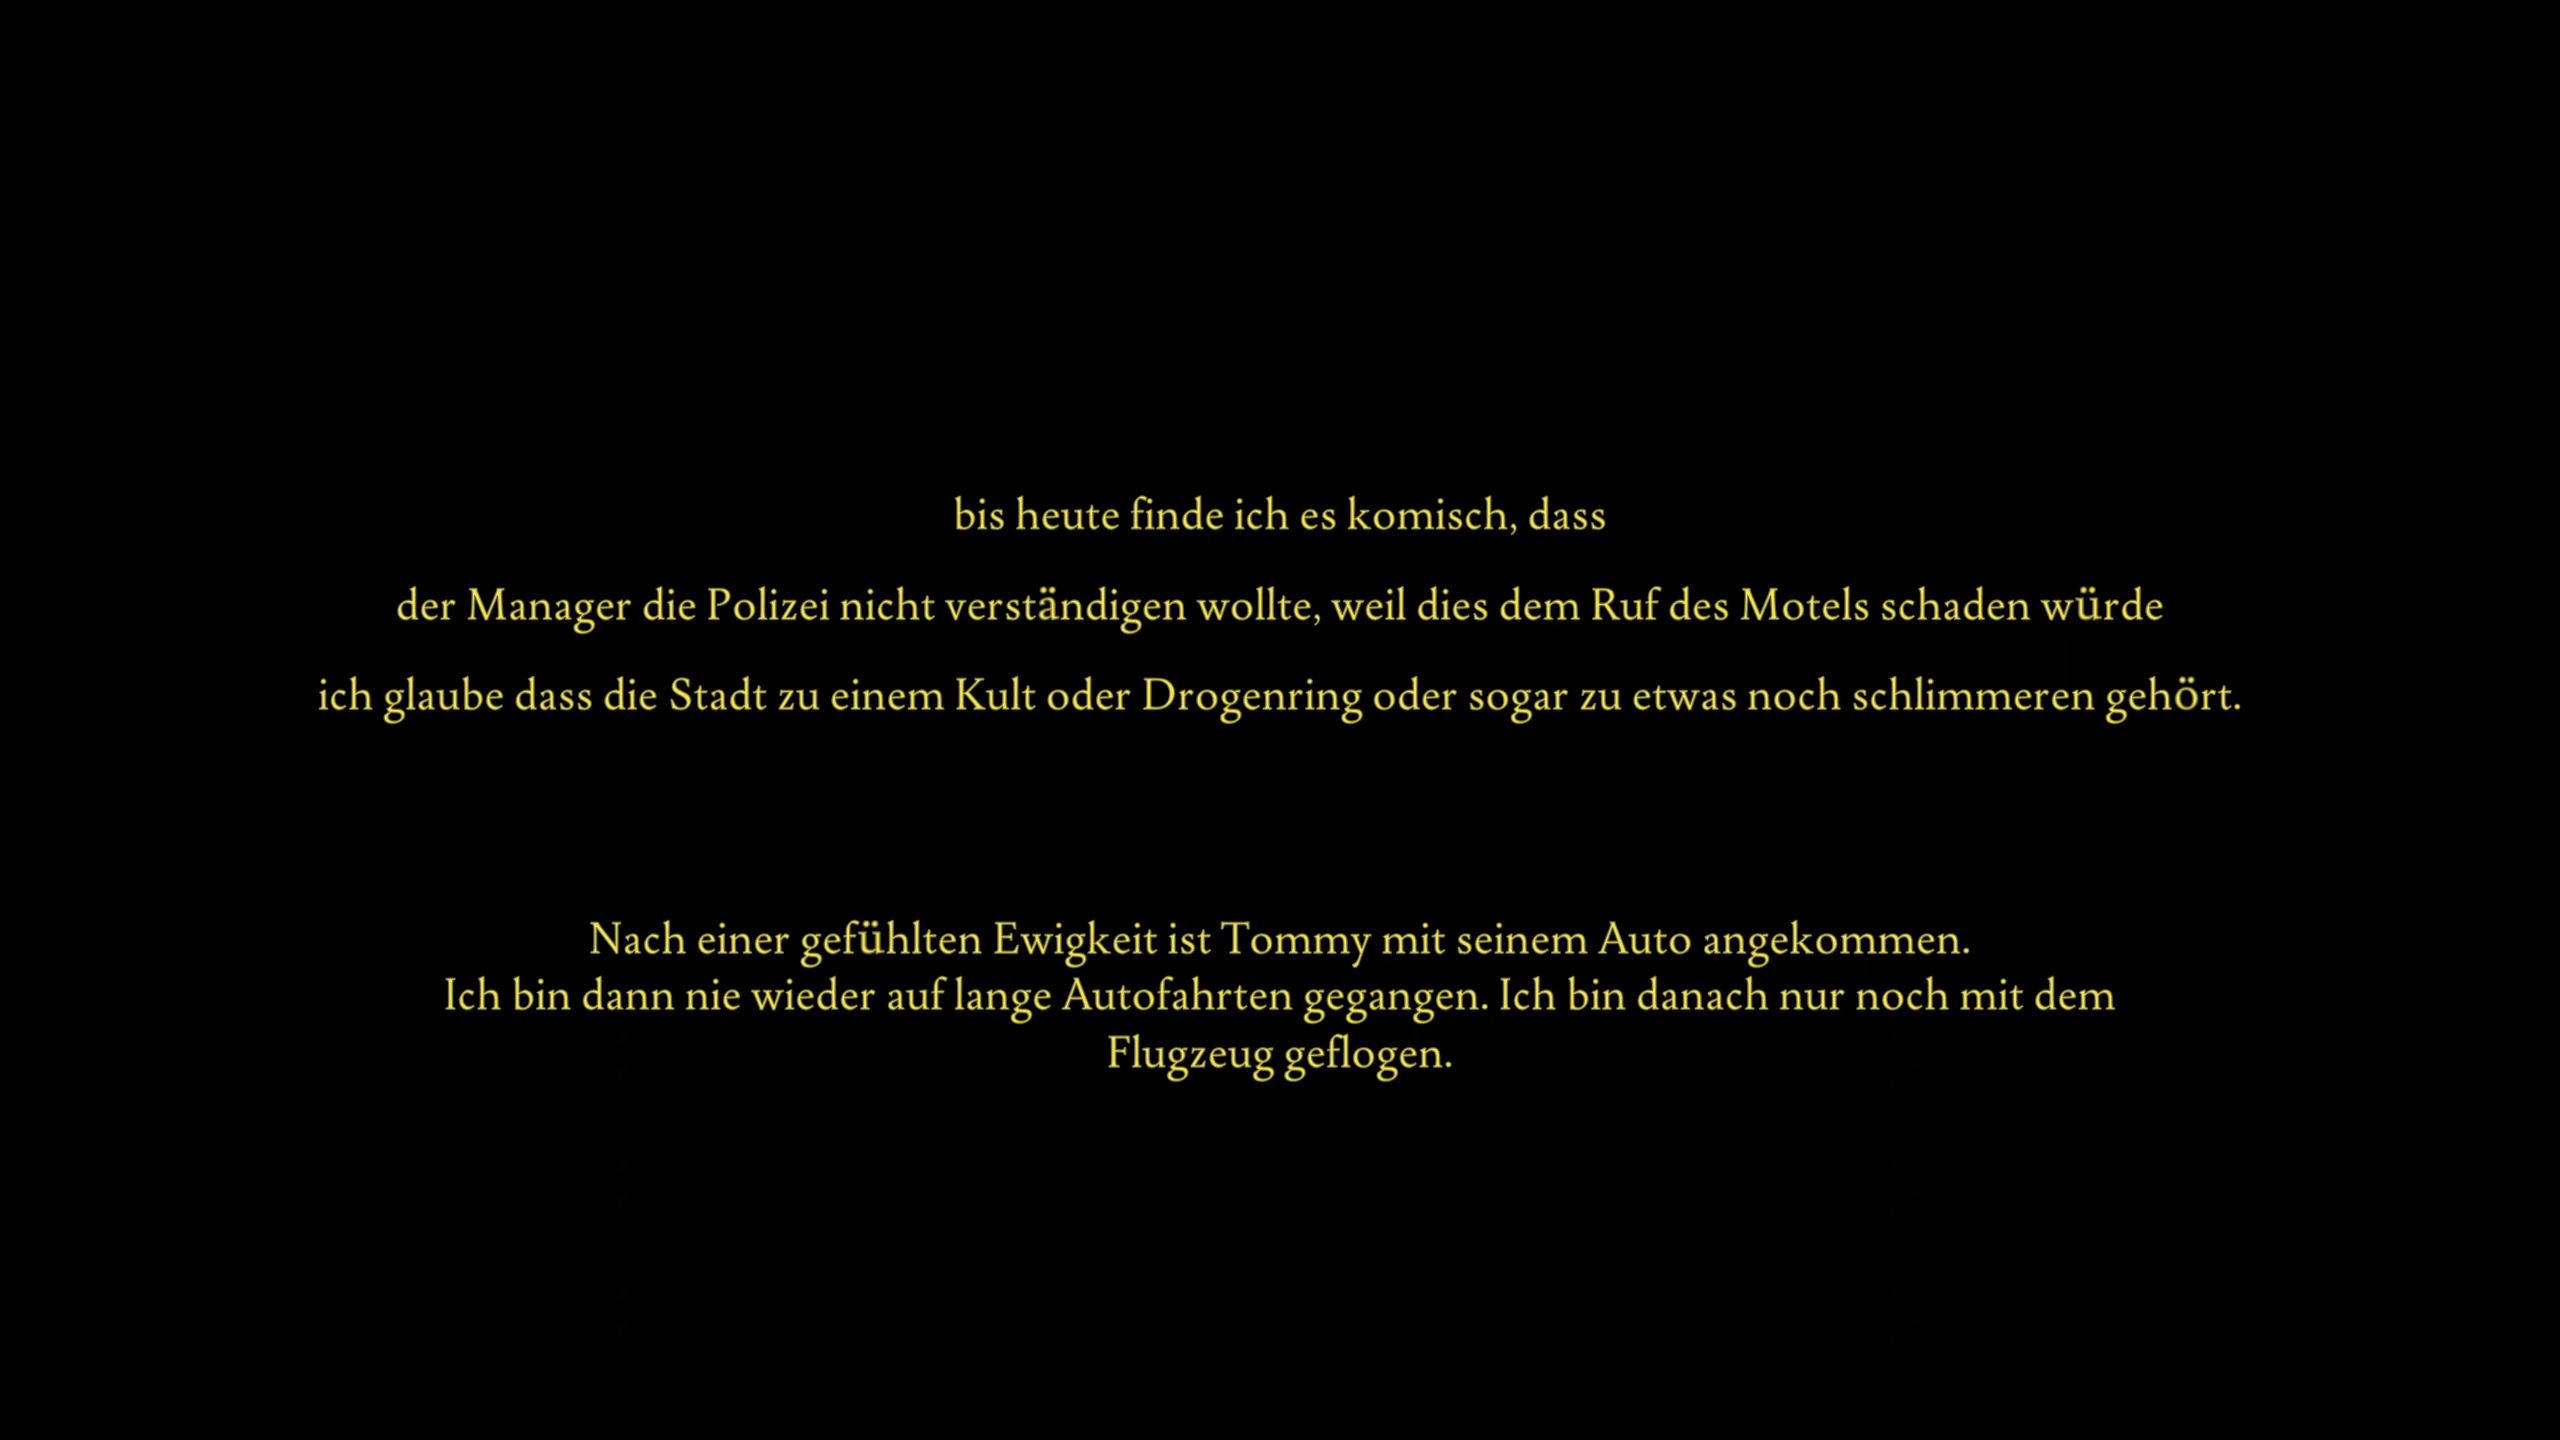 bis heute finde ich es komisch, dass
der Manager die Polizei nicht verständigen wollte, weil dies dem Ruf des Motels schaden würde
ich glaube dass die Stadt zu einem Kult oder Drogenring oder sogar zu etwas noch schlimmeren gehört.
Nach einer gefühlten Ewigkeit ist Tommy mit seinem Auto angekommen.
Ich bin dann nie wieder auf lange Autofahrten gegangen. Ich bin danach nur noch mit dem
Flugzeug geflogen.